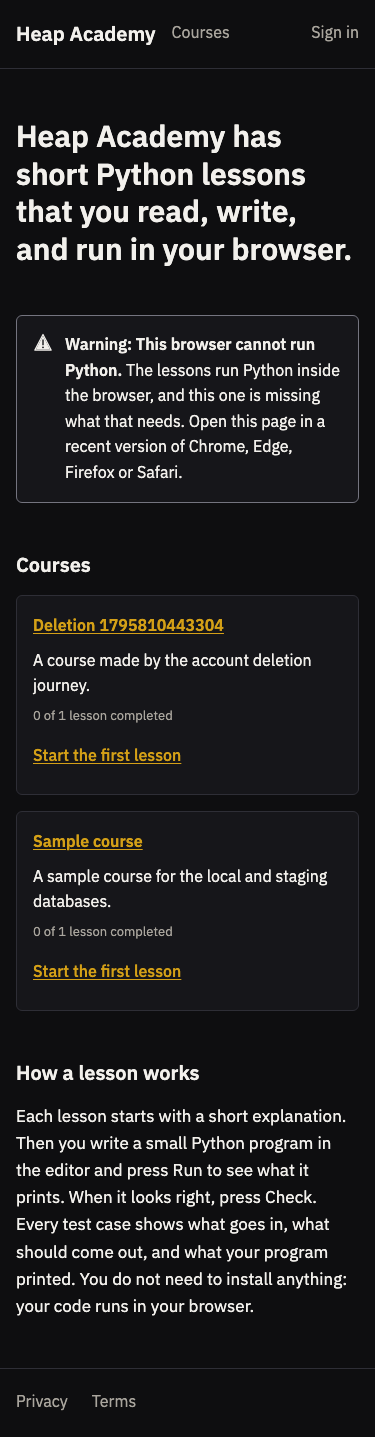 Heap Academy Courses Sign in
Heap Academy has
short Python lessons
that you read, write,
and run in your browser.
Warning: This browser cannot run
Python. The lessons run Python inside
the browser, and this one is missing
what that needs. Open this page in a
recent version of Chrome, Edge,
Firefox or Safari.
Courses
Deletion 1795810443304
A course made by the account deletion
journey.
0 of 1 lesson completed
Start the first lesson
Sample course
A sample course for the local and staging
databases.
0 of 1 lesson completed
Start the first lesson
How a lesson works
Each lesson starts with a short explanation.
Then you write a small Python program in
the editor and press Run to see what it
prints. When it looks right, press Check.
Every test case shows what goes in, what
should come out, and what your program
printed. You do not need to install anything:
your code runs in your browser.
Privacy Terms